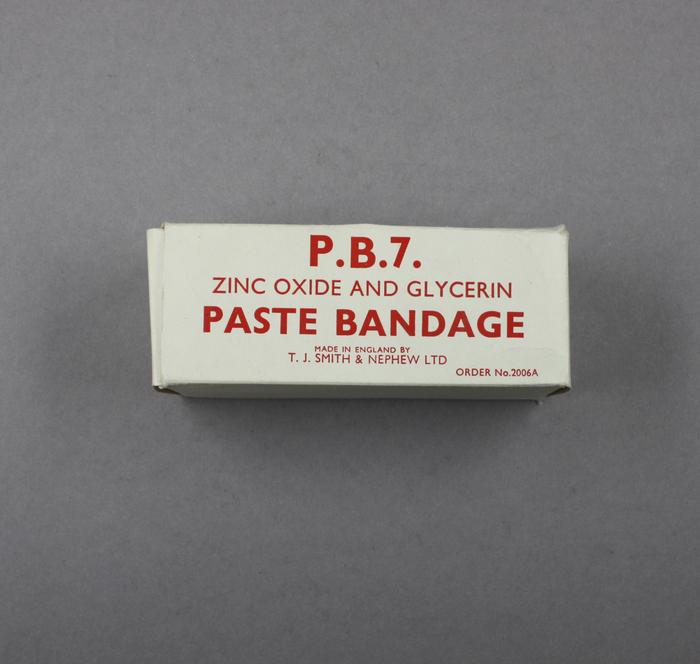 P.B.7.
ZINC OXIDE AND GLYCERIN
PASTE BANDAGE
MADE IN ENGLAND BY
T. J. SMITH & NEPHEW LTD
ORDER No.2006A